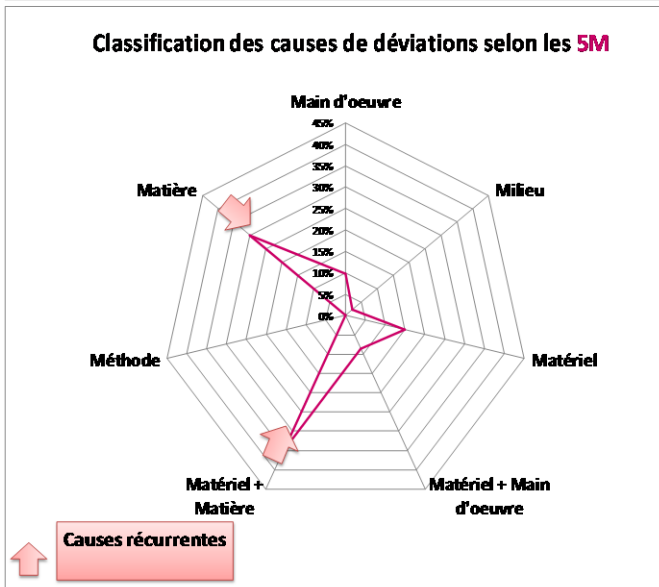 Classification des causes de déviations selon les 5M
Main d'oeuvre
45%
40%
35%
30%
25%
20%
15%
10%
5%
0%
Milieu
Matière
Matériel
Méthode
Matériel + Main
d'oeuvre
Matériel +
Matière
Causes récurrentes